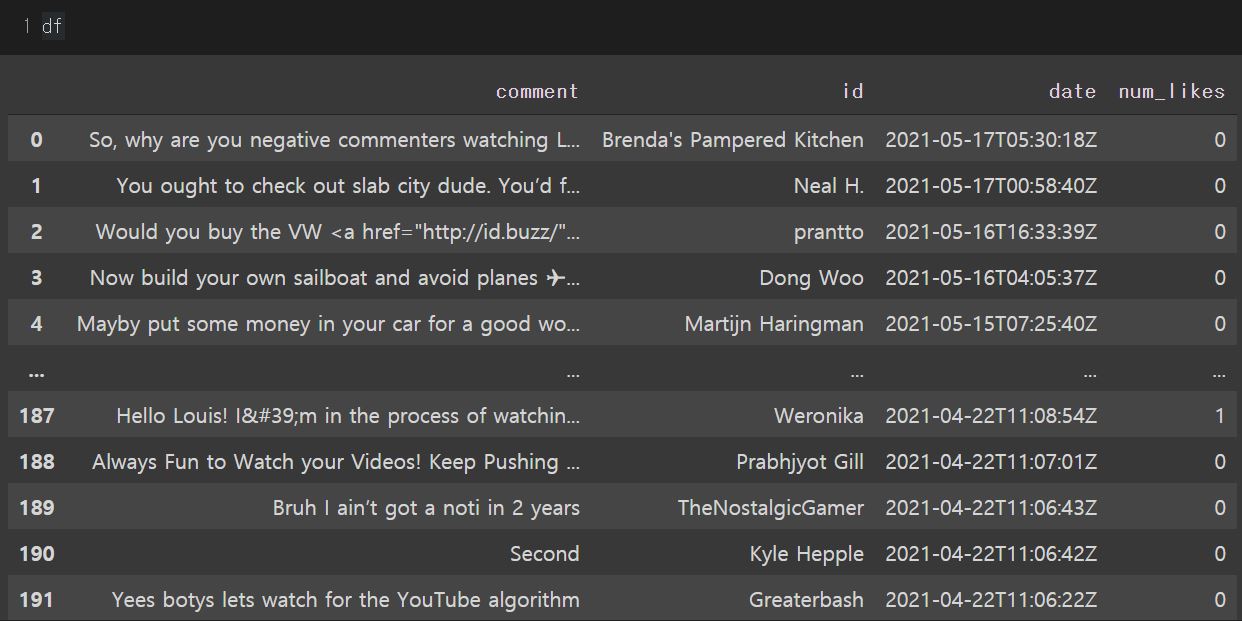 1 df
comment id date num_likes
0 So, why are you negative commenters watching L... Brenda's Pampered Kitchen 2021-05-17T05:30:18Z 0
1 You ought to check out slab city dude. You’d f... Neal H. 2021-05-17T00:58:40Z 0
2 Would you buy the VW <a href="http://id.buzz/"... prantto 2021-05-16T16:33:39Z 0
3 Now build your own sailboat and avoid planes ✈... Dong Woo 2021-05-16T04:05:37Z 0
4 Mayby put some money in your car for a good wo... Martijn Haringman 2021-05-15T07:25:40Z 0
... ... ... ... ...
187 Hello Louis! I&#39;m in the process of watchin... Weronika 2021-04-22T11:08:54Z 1
188 Always Fun to Watch your Videos! Keep Pushing ... Prabhjyot Gill 2021-04-22T11:07:01Z 0
189 Bruh I ain’t got a noti in 2 years TheNostalgicGamer 2021-04-22T11:06:43Z 0
190 Second Kyle Hepple 2021-04-22T11:06:42Z 0
191 Yees botys lets watch for the YouTube algorithm Greaterbash 2021-04-22T11:06:22Z 0